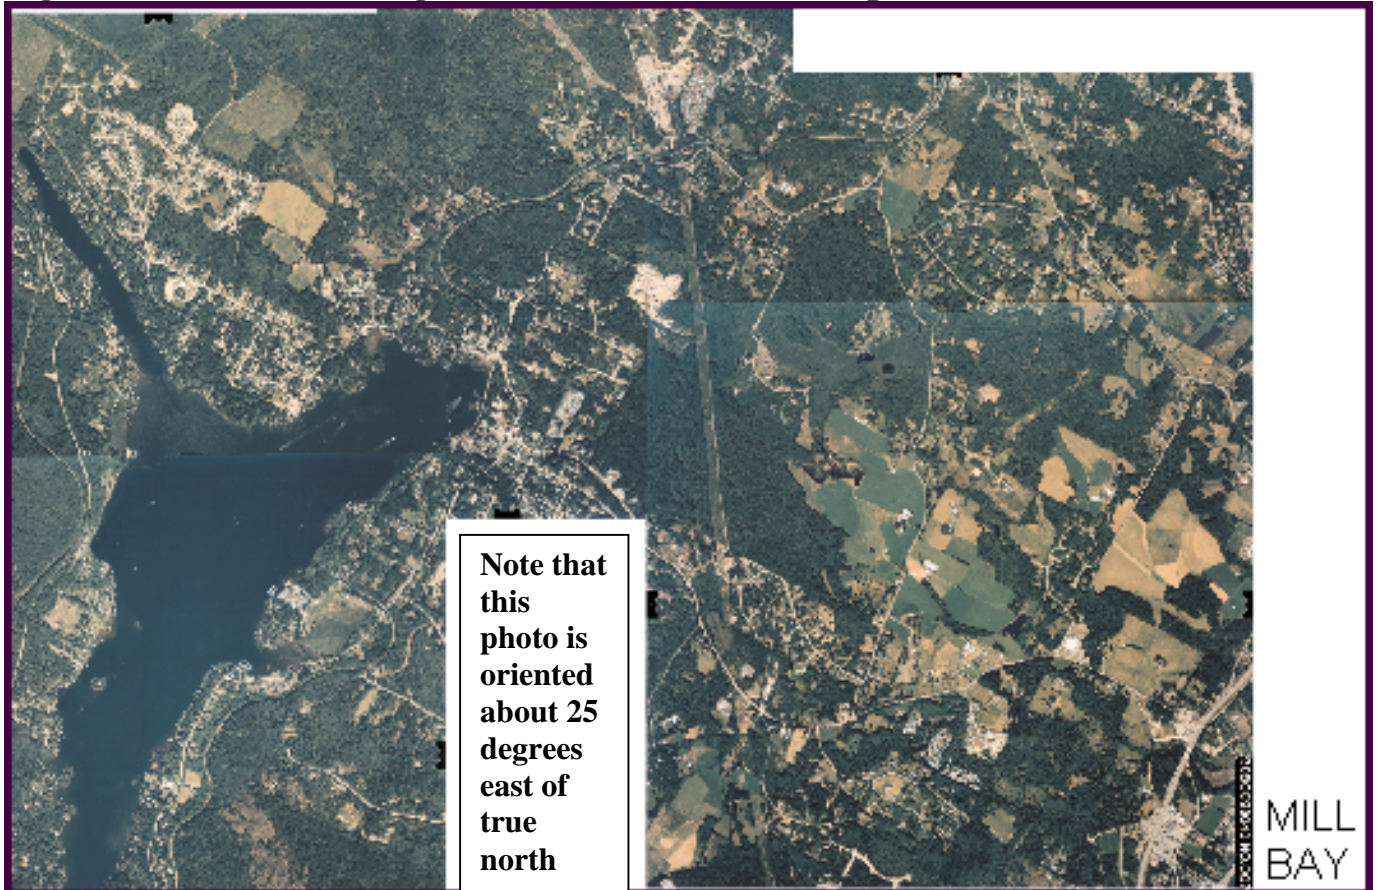 Note that
this
photo is
oriented
about 25
degrees
east of
true
north
MILL
BAY